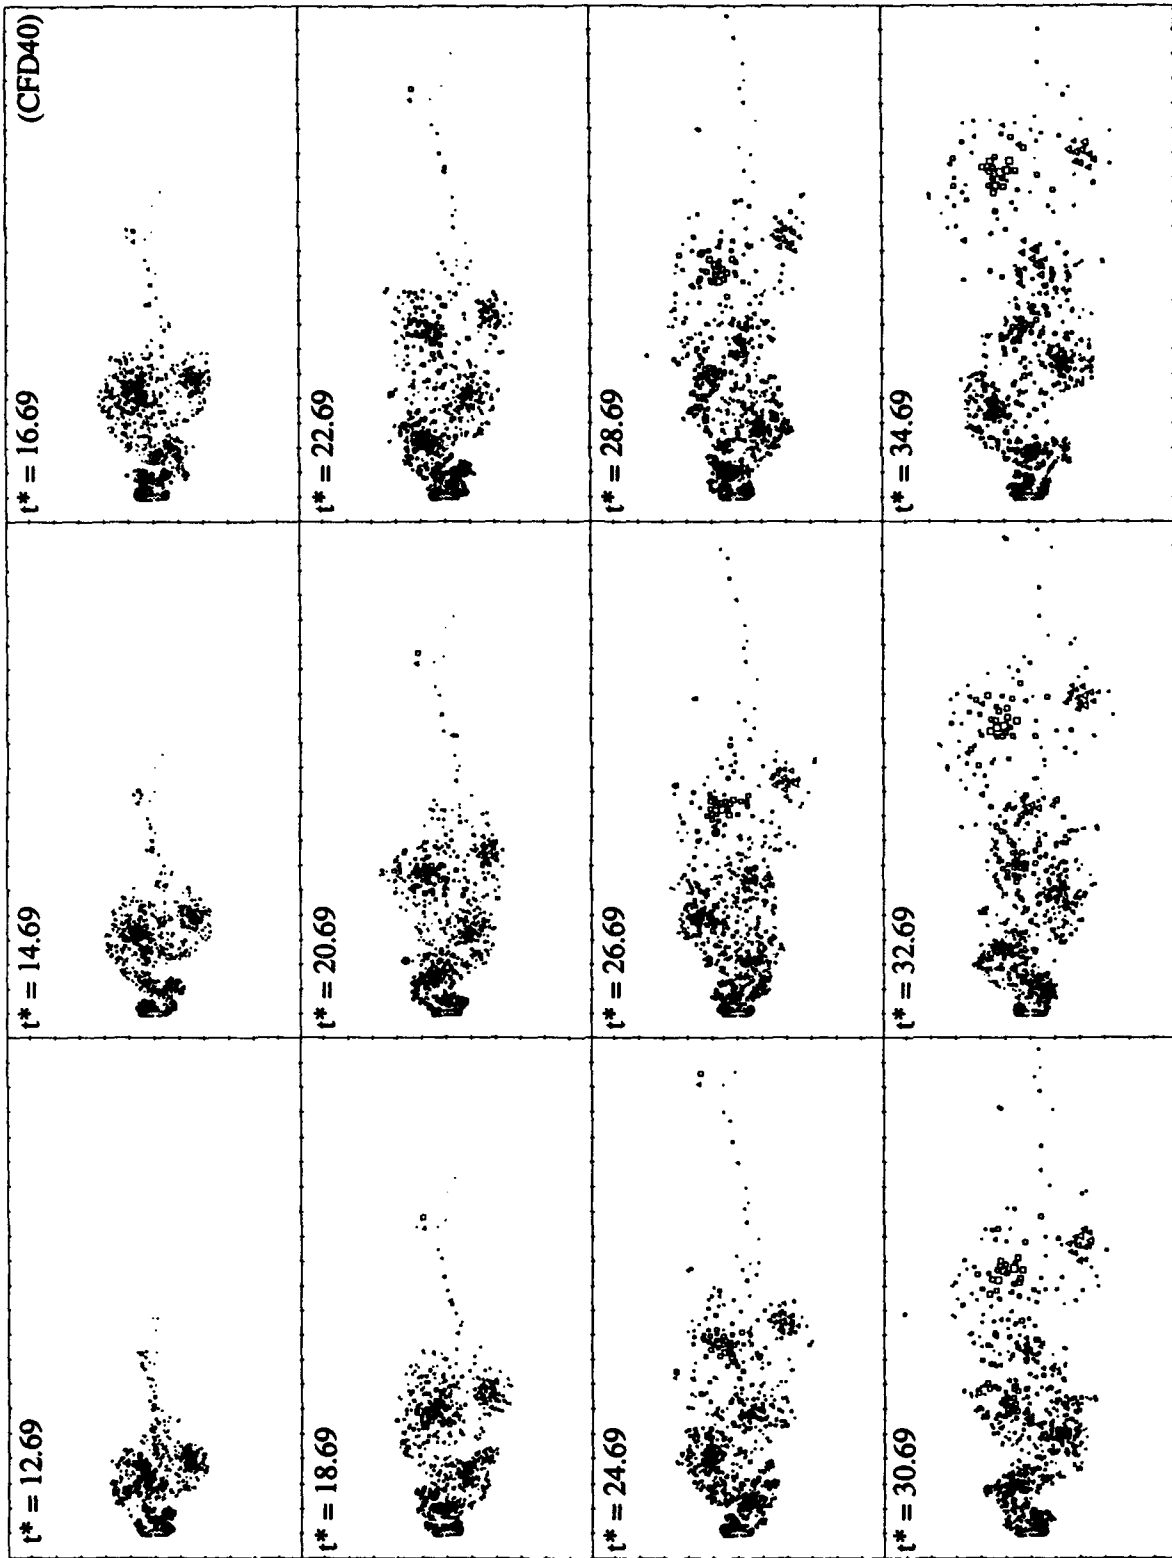 t* = 12.69
t* = 14.69
t* = 16.69
(CFD40)
t* = 18.69
t* = 20.69
t* = 22.69
t* = 24.69
t* = 26.69
t* = 28.69
t* = 30.69
t* = 32.69
t* = 34.69